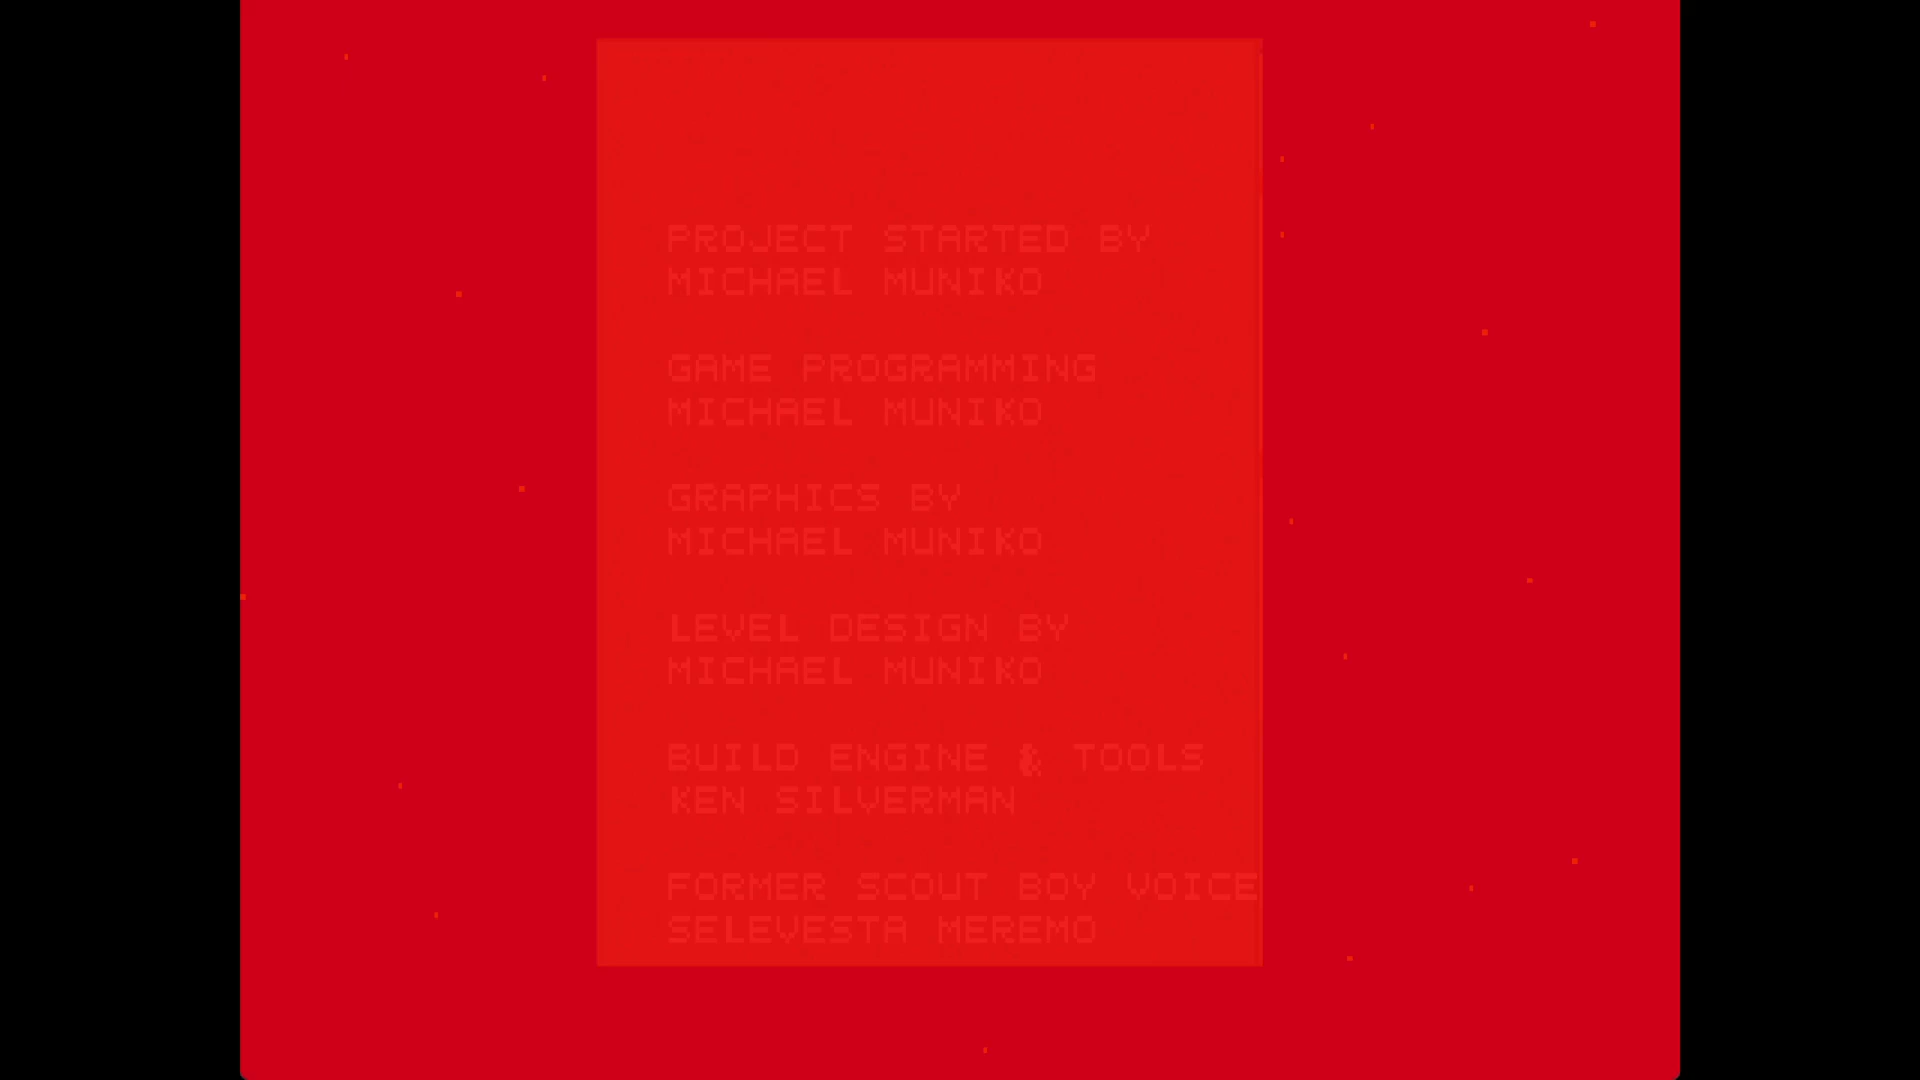 PROJECT STARTED BY
MICHAEL MUNIKO
GAME PROGRAMMING
MICHAEL MUNIKO
GRAPHICS BY
MICHAEL MUNIKO
LEVEL DESIGN BY
MICHAEL MUNIKO
BUILD ENGINE & TOOLS
KEN SILVERMAN
FORMER SCOUT BOY VOICE
SELEVESTA MEREMO